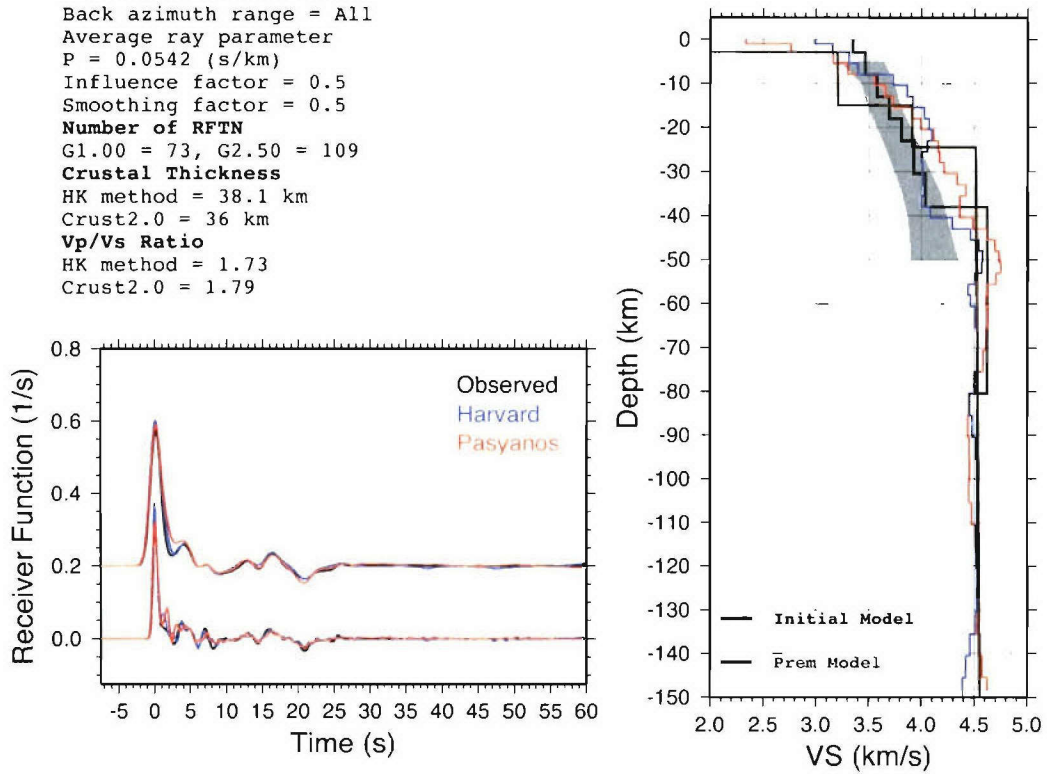 Back azimuth range = All
Average ray parameter
P = 0.0542 (s/km)
Influence factor = 0.5
Smoothing factor = 0.5
Number of RFTN
G1.00 = 73, G2.50 = 109
Crustal Thickness
HK method = 38.1 km
Crust2.0 = 36 km
Vp/Vs Ratio
HK method = 1.73
Crust2.0 = 1.79
Receiver Function (1/s)
0.8
0.6
0.4
0.2
0.0
Observed
Harvard
Pasyanos
-5 0 5 10 15 20 25 30 35 40 45 50 55 60
Time (s)
Depth (km)
0
-10
-20
-30
-40
-50
-60
-70
-80
-90
-100
-110
-120
-130
-140
-150
Initial Model
Prem Model
2.0 2.5 3.0 3.5 4.0 4.5 5.0
VS (km/s)